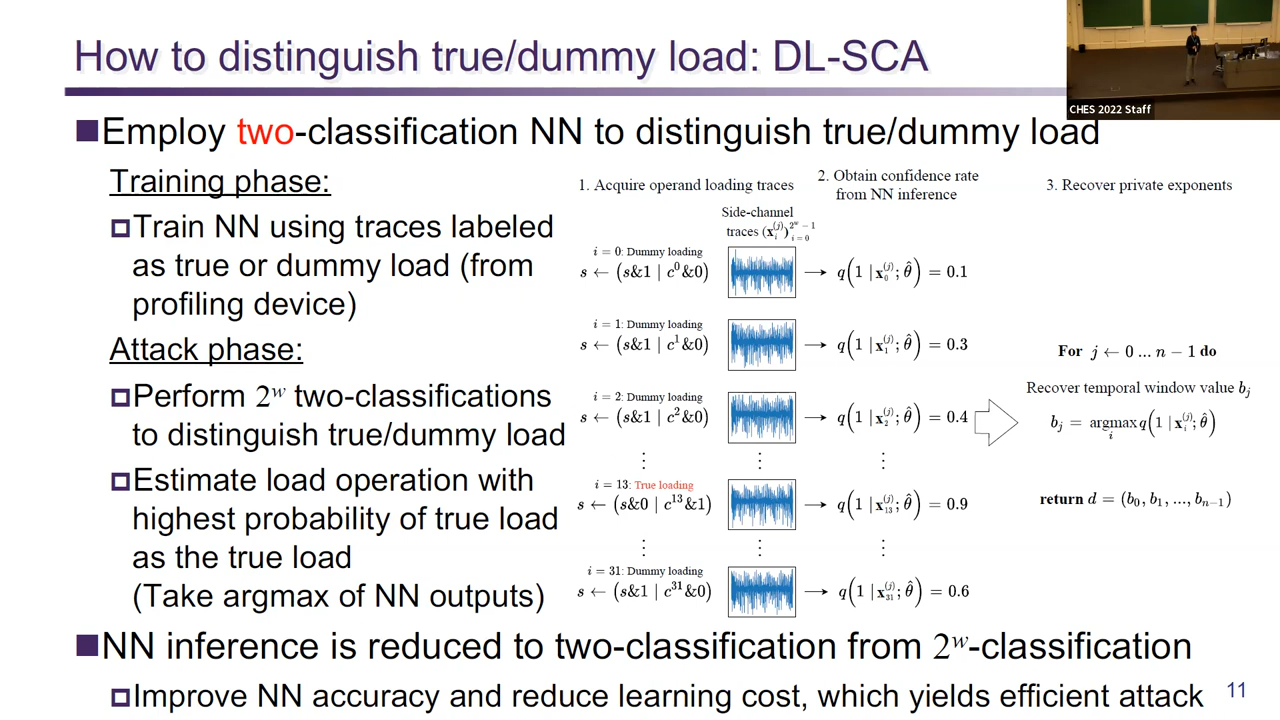 How to distinguish true/dummy load: DL-SCA
CHES 2022 Staff
■Employ two-classification NN to distinguish true/dummy load
Training phase:
Train NN using traces labeled
as true or dummy load (from
profiling device)
Attack phase:
Perform 2^w two-classifications
to distinguish true/dummy load
Estimate load operation with
highest probability of true load
as the true load
(Take argmax of NN outputs)
1. Acquire operand loading traces
Side-channel
traces (x_i^{(j)})_{i=0}^{2^w-1}
2. Obtain confidence rate
from NN inference
3. Recover private exponents
i = 0: Dummy loading
s ← (s&1 | c^0&0) → q(1 | x_0^{(j)}; θ̂) = 0.1
i = 1: Dummy loading
s ← (s&1 | c^1&0) → q(1 | x_1^{(j)}; θ̂) = 0.3
i = 2: Dummy loading
s ← (s&1 | c^2&0) → q(1 | x_2^{(j)}; θ̂) = 0.4
⋮ ⋮ ⋮
i = 13: True loading
s ← (s&0 | c^13&1) → q(1 | x_13^{(j)}; θ̂) = 0.9
⋮ ⋮ ⋮
i = 31: Dummy loading
s ← (s&1 | c^31&0) → q(1 | x_31^{(j)}; θ̂) = 0.6
For j ← 0 ... n − 1 do
Recover temporal window value b_j
b_j = argmax_i q(1 | x_i^{(j)}; θ̂)
return d = (b_0, b_1, ..., b_{n−1})
■NN inference is reduced to two-classification from 2^w-classification
Improve NN accuracy and reduce learning cost, which yields efficient attack
11